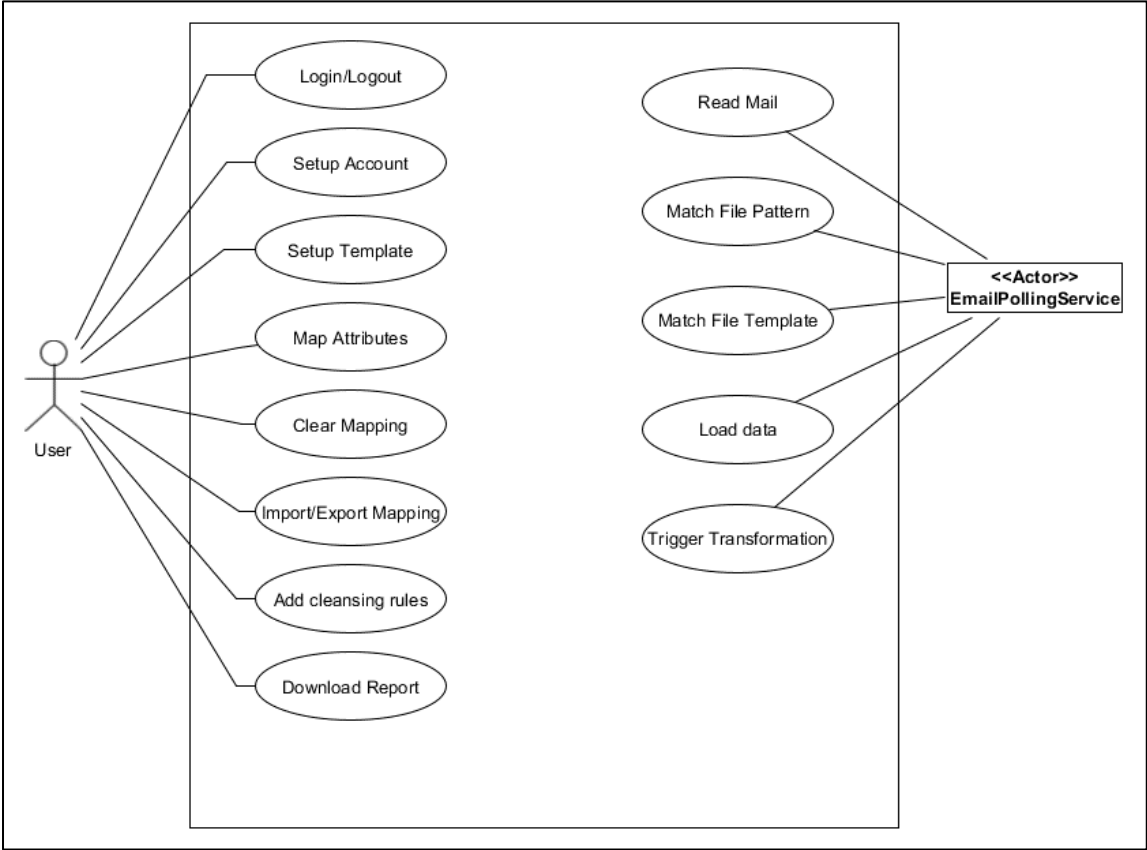 Login/Logout
Setup Account
Setup Template
Map Attributes
Clear Mapping
Import/Export Mapping
Add cleansing rules
Download Report
User
Read Mail
Match File Pattern
Match File Template
Load data
Trigger Transformation
<<Actor>>
EmailPollingService